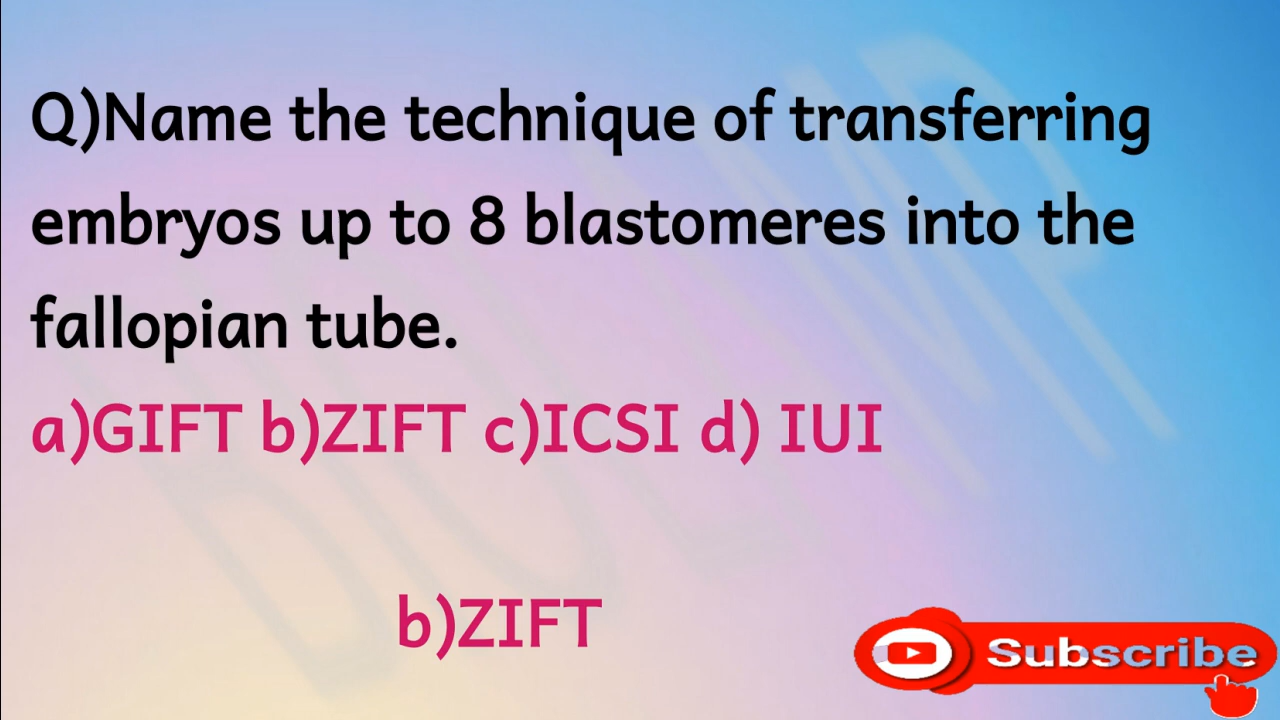 Q)Name the technique of transferring
embryos up to 8 blastomeres into the
fallopian tube.
a)GIFT b)ZIFT c)ICSI d) IUI
b)ZIFT
Subscribe